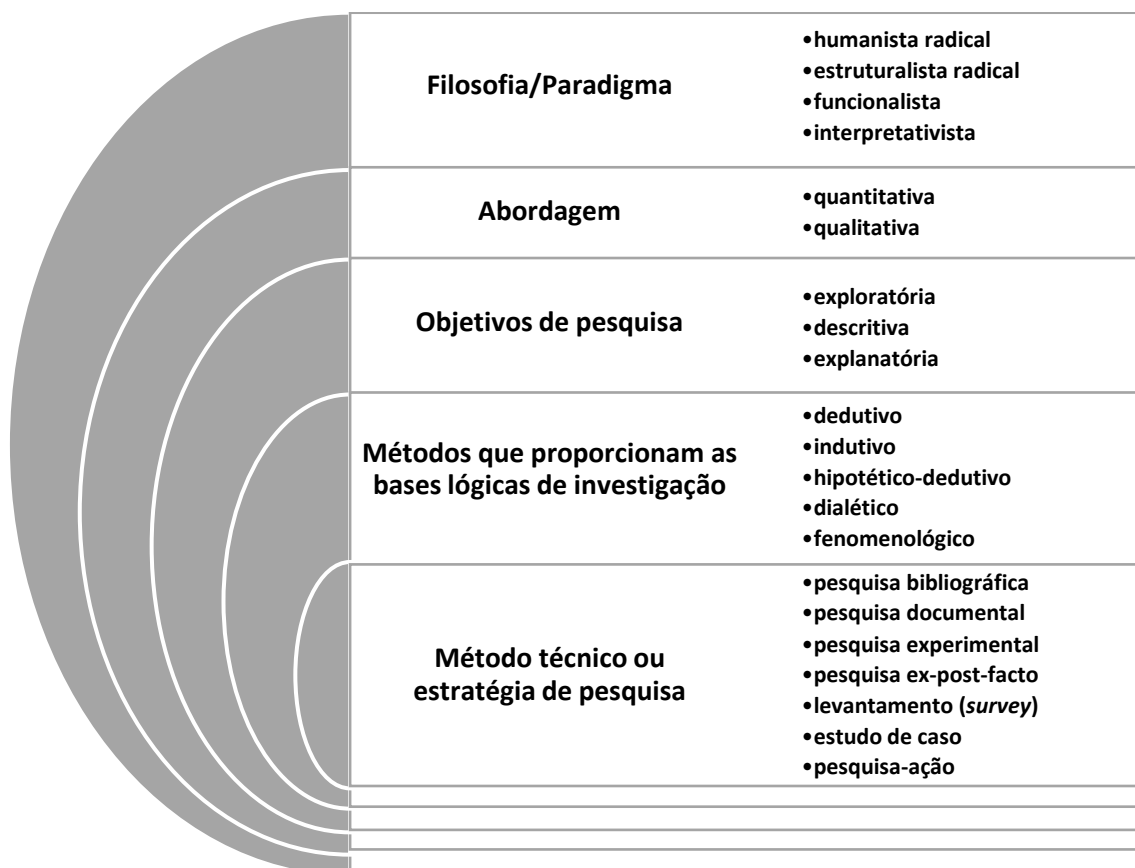 Filosofia/Paradigma
•humanista radical
•estruturalista radical
•funcionalista
•interpretativista
Abordagem
•quantitativa
•qualitativa
Objetivos de pesquisa
•exploratória
•descritiva
•explanatória
Métodos que proporcionam as
bases lógicas de investigação
•dedutivo
•indutivo
•hipotético-dedutivo
•dialético
•fenomenológico
Método técnico ou
estratégia de pesquisa
•pesquisa bibliográfica
•pesquisa documental
•pesquisa experimental
•pesquisa ex-post-facto
•levantamento (survey)
•estudo de caso
•pesquisa-ação